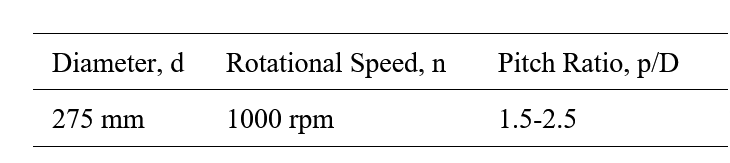 Diameter, d Rotational Speed, n Pitch Ratio, p/D
275 mm 1000 rpm 1.5-2.5